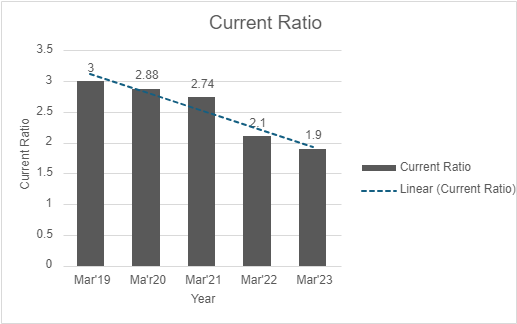 Current Ratio
3.5
3
2.5
2
1.5
1
0.5
0
Current Ratio
3
2.88
2.74
2.1
1.9
Mar'19
Ma'r20
Mar'21
Mar'22
Mar'23
Year
Current Ratio
Linear (Current Ratio)